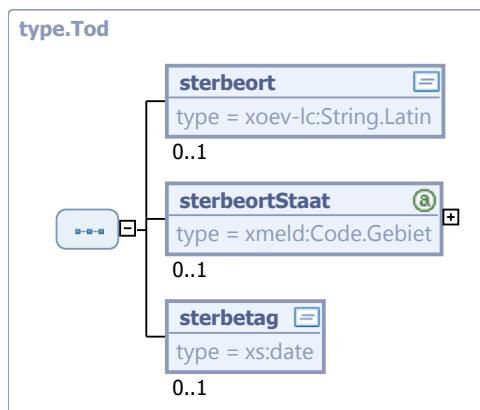 type.Tod
sterbeort
type = xoev-lc:String.Latin
0..1
sterbeortStaat
type = xmeld:Code.Gebiet
0..1
sterbetag
type = xs:date
0..1